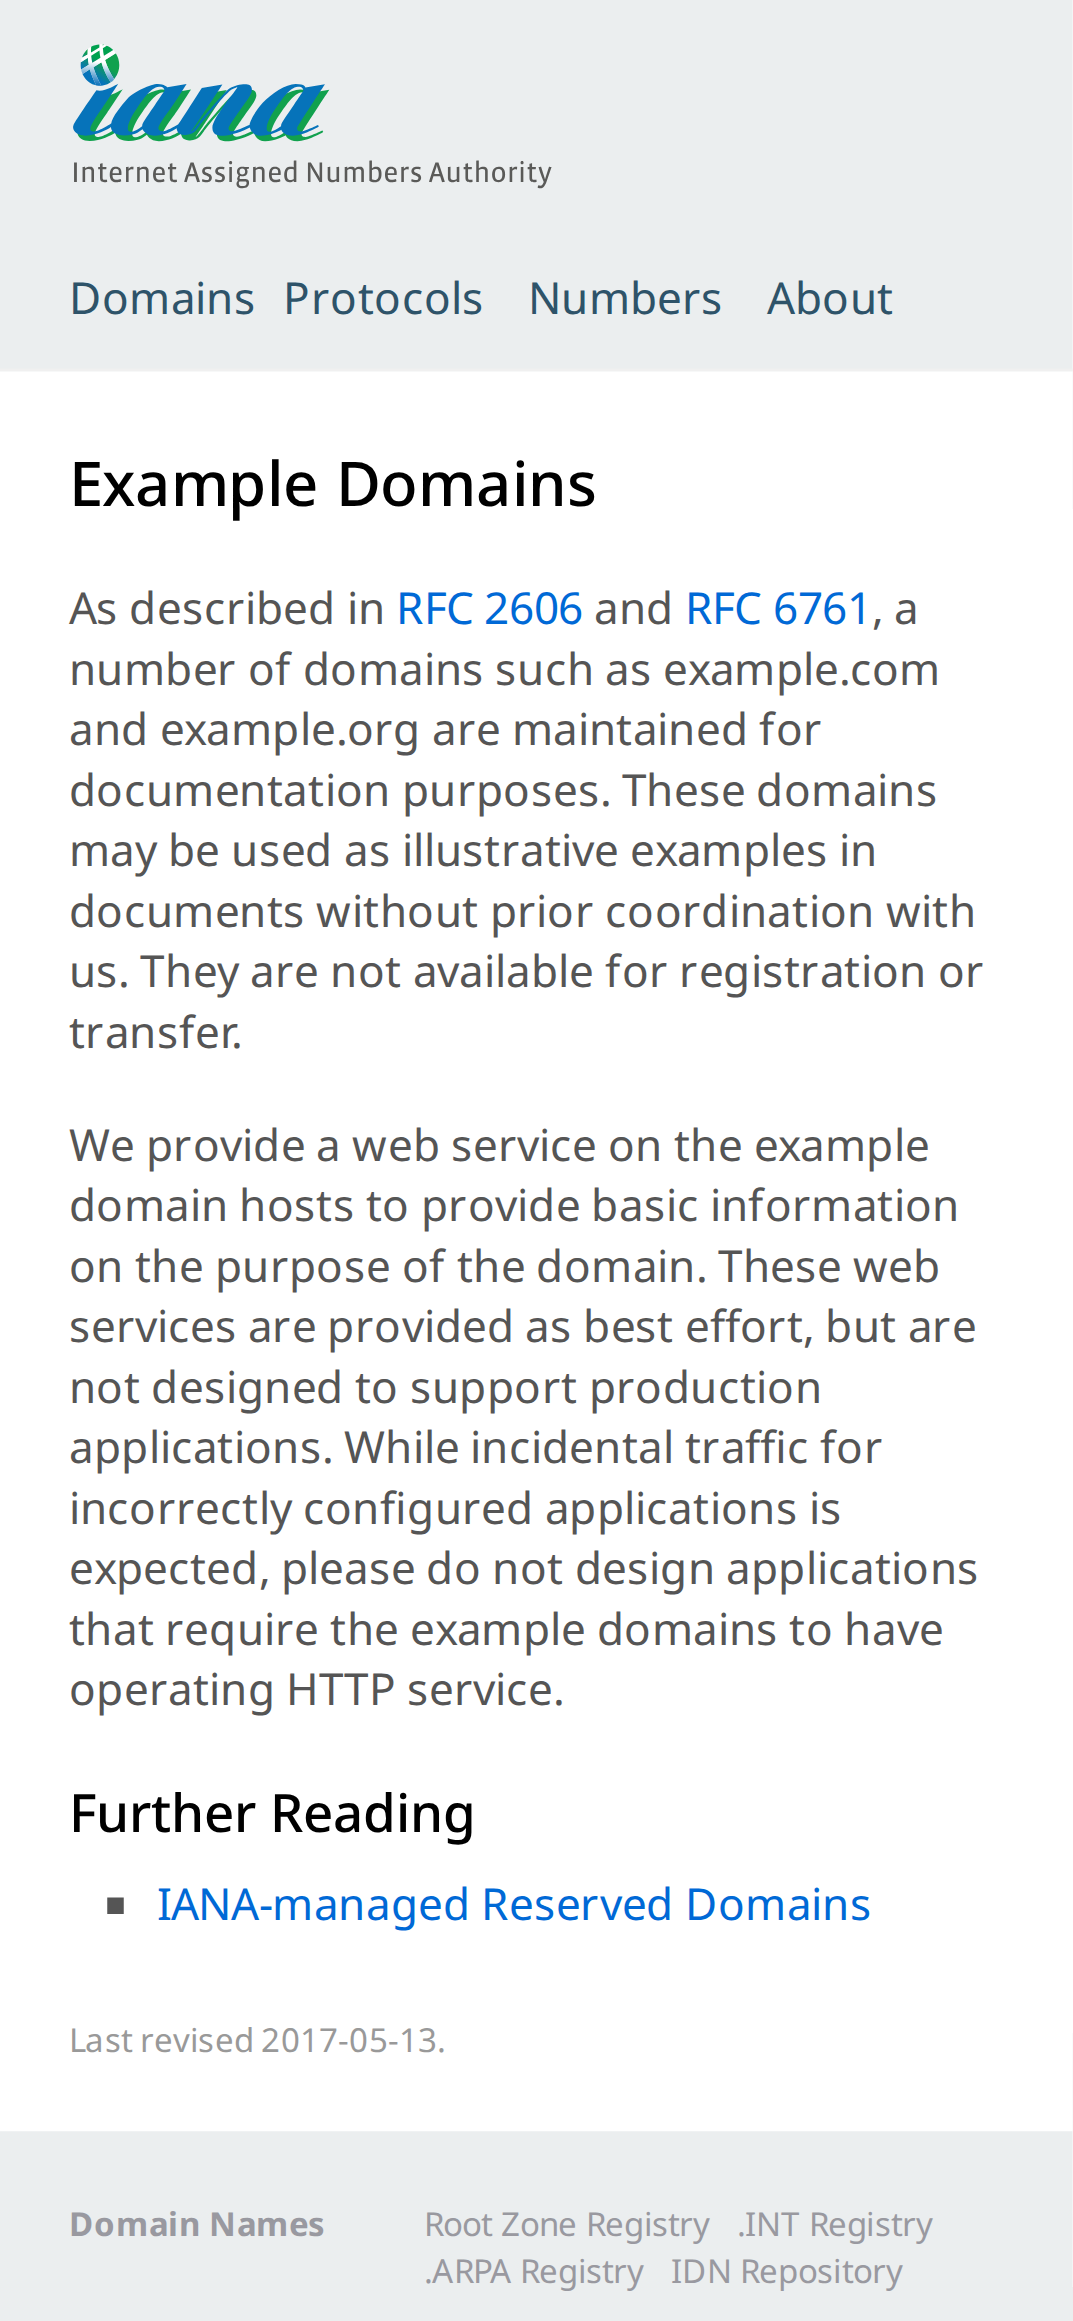 iana
Internet Assigned Numbers Authority
Domains Protocols Numbers About
Example Domains
As described in RFC 2606 and RFC 6761, a
number of domains such as example.com
and example.org are maintained for
documentation purposes. These domains
may be used as illustrative examples in
documents without prior coordination with
us. They are not available for registration or
transfer.
We provide a web service on the example
domain hosts to provide basic information
on the purpose of the domain. These web
services are provided as best effort, but are
not designed to support production
applications. While incidental traffic for
incorrectly configured applications is
expected, please do not design applications
that require the example domains to have
operating HTTP service.
Further Reading
IANA-managed Reserved Domains
Last revised 2017-05-13.
Domain Names Root Zone Registry .INT Registry
.ARPA Registry IDN Repository